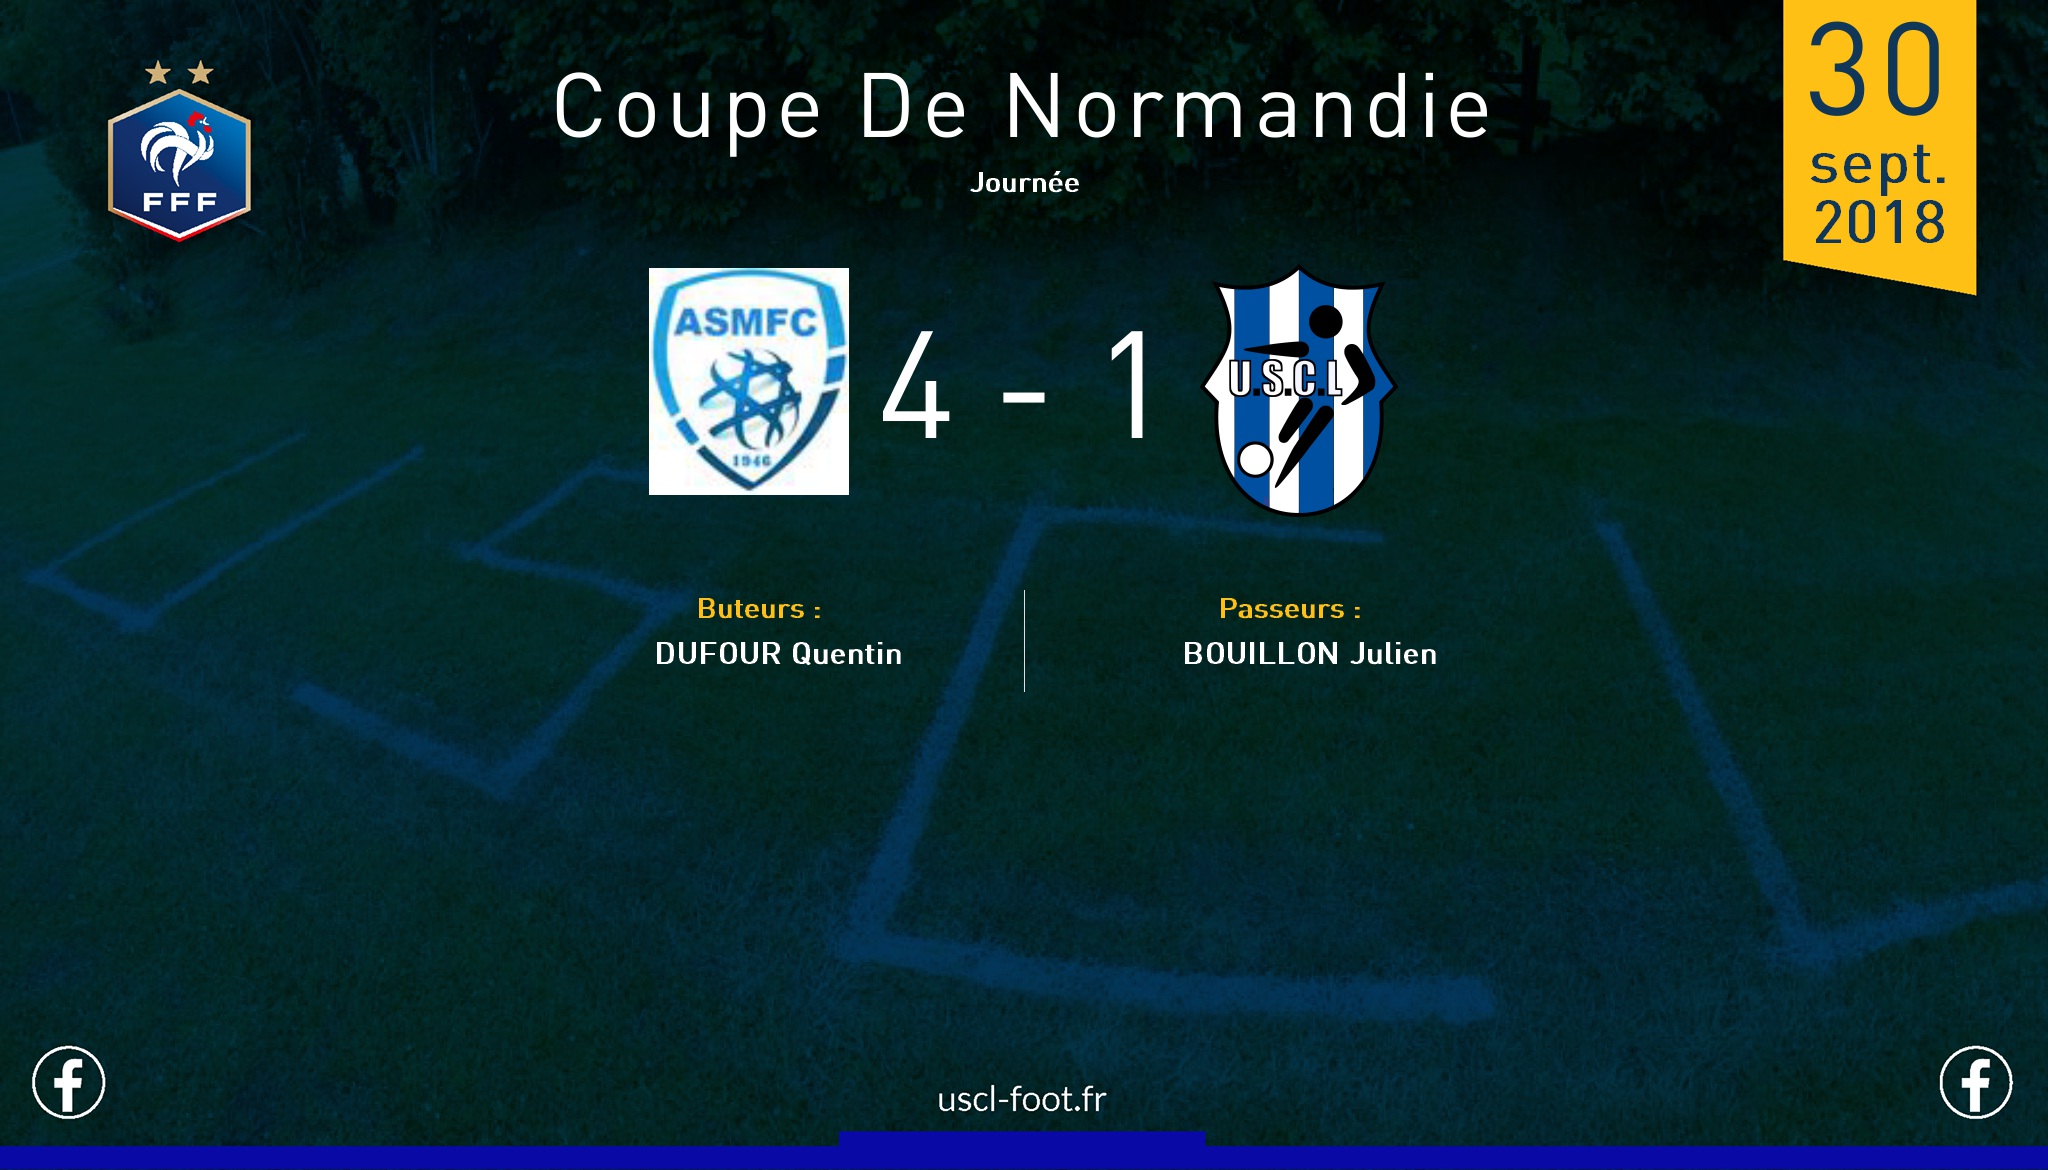 Coupe De Normandie
Journée
30
sept.
2018
FFF
ASMFC
1946
4 - 1
U.S.C.L
Buteurs :
DUFOUR Quentin
Passeurs :
BOUILLON Julien
USCL
uscl-foot.fr